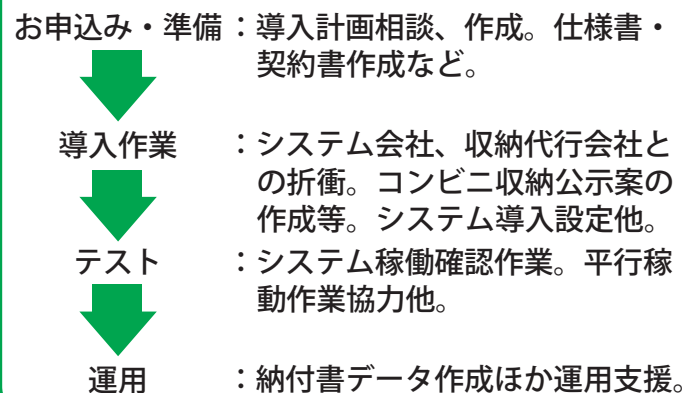 お申込み・準備：導入計画相談、作成。仕様書・
契約書作成など。
導入作業　：システム会社、収納代行会社と
の折衝。コンビニ収納公示案の
作成等。システム導入設定他。
テスト　：システム稼働確認作業。平行稼
動作業協力他。
運用　：納付書データ作成ほか運用支援。